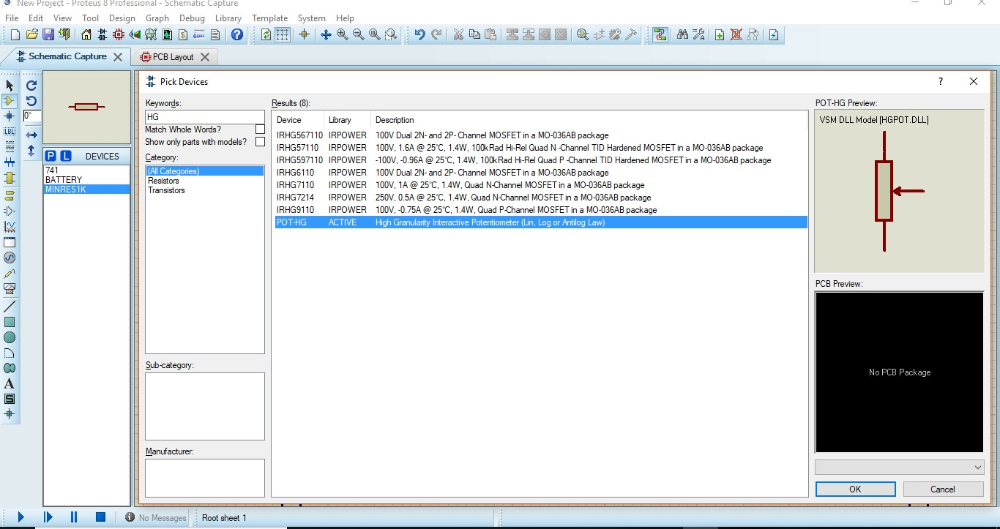 New Project - Proteus 8 Professional - Schematic Capture
File Edit View Tool Design Graph Debug Library Template System Help
Schematic Capture
PCB Layout
Pick Devices
?
Keywords:
HG
Match Whole Words?
Show only parts with models?
Category:
(All Categories)
Resistors
Transistors
Sub-category:
Manufacturer:
Results (8):
Device Library Description
IRHG567110 IRPOWER 100V Dual 2N- and 2P- Channel MOSFET in a MO-036AB package
IRHG57110 IRPOWER 100V, 1.6A @ 25°C, 1.4W, 100kRad Hi-Rel Quad N -Channel TID Hardened MOSFET in a MO-036AB package
IRHG597110 IRPOWER -100V, -0.96A @ 25°C, 1.4W, 100kRad Hi-Rel Quad P -Channel TID Hardened MOSFET in a MO-036AB package
IRHG6110 IRPOWER 100V Dual 2N- and 2P- Channel MOSFET in a MO-036AB package
IRHG7110 IRPOWER 100V, 1A @ 25°C, 1.4W, Quad N-Channel MOSFET in a MO-036AB package
IRHG7214 IRPOWER 250V, 0.5A @ 25°C, 1.4W, Quad N-Channel MOSFET in a MO-036AB package
IRHG9110 IRPOWER 100V, -0.75A @ 25°C, 1.4W, Quad P-Channel MOSFET in a MO-036AB package
POT-HG ACTIVE High Granularity Interactive Potentiometer (Lin, Log or Antilog Law)
POT-HG Preview:
VSM DLL Model [HGPOT.DLL]
PCB Preview:
No PCB Package
OK
Cancel
0°
LBL
A
S
P L DEVICES
741
BATTERY
MINRES1K
No Messages
Root sheet 1